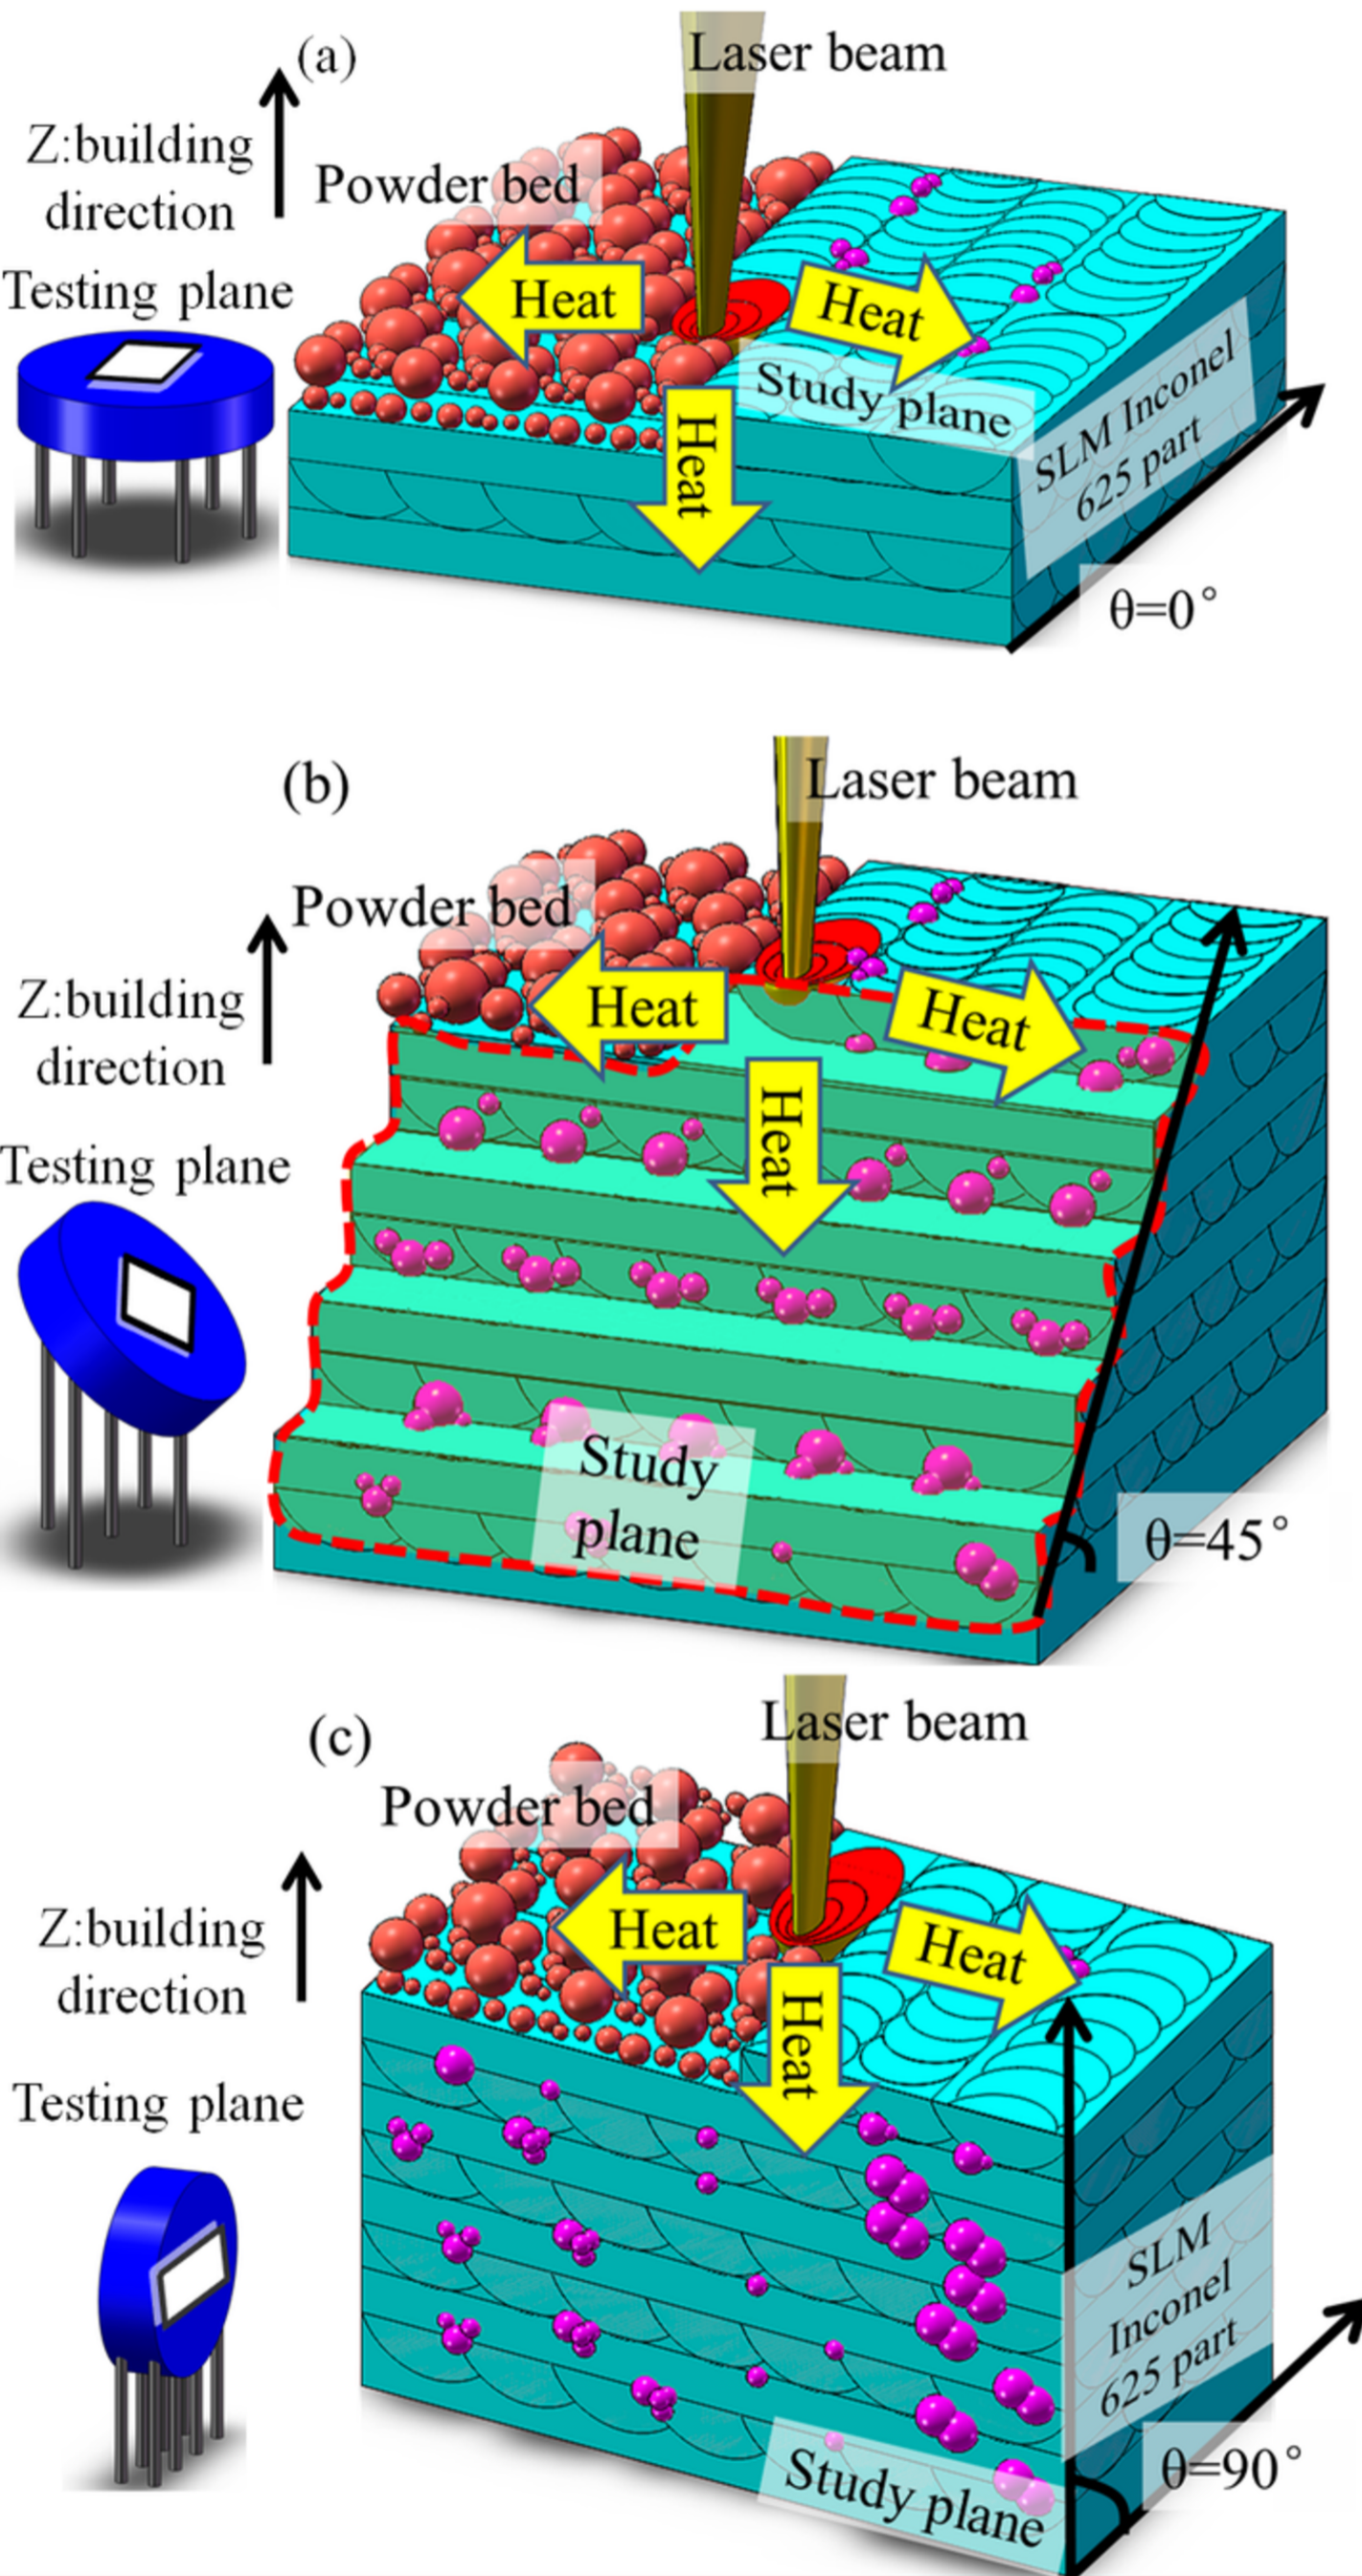 (a)
Laser beam
Z:building
direction
Powder bed
Testing plane
Heat
Heat
Study plane
Heat
SLM Inconel
625 part
θ=0°
(b)
Laser beam
Powder bed
Z:building
direction
Heat
Heat
Heat
Testing plane
Study
plane
θ=45°
(c)
Laser beam
Powder bed
Z:building
direction
Heat
Heat
Heat
Testing plane
SLM
Inconel
625 part
Study plane
θ=90°